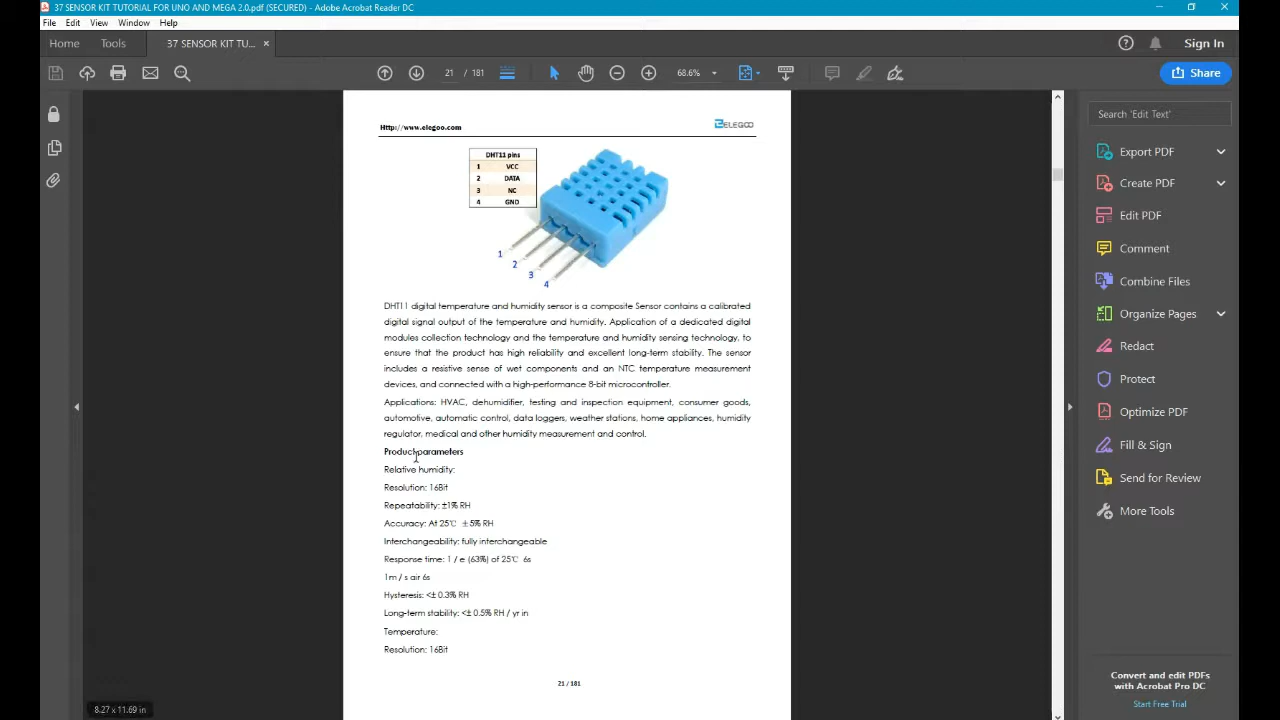 37 SENSOR KIT TUTORIAL FOR UNO AND MEGA 2.0.pdf (SECURED) - Adobe Acrobat Reader DC
File Edit View Window Help
Home Tools 37 SENSOR KIT TU... × Sign In
21 / 181 68.6% Share
Search 'Edit Text'
Export PDF
Create PDF
Edit PDF
Comment
Combine Files
Organize Pages
Redact
Protect
Optimize PDF
Fill & Sign
Send for Review
More Tools
Convert and edit PDFs
with Acrobat Pro DC
Start Free Trial
Http://www.elegoo.com ELEGOO
DHT11 pins
1 VCC
2 DATA
3 NC
4 GND
1
2
3
4
DHT11 digital temperature and humidity sensor is a composite Sensor contains a calibrated
digital signal output of the temperature and humidity. Application of a dedicated digital
modules collection technology and the temperature and humidity sensing technology, to
ensure that the product has high reliability and excellent long-term stability. The sensor
includes a resistive sense of wet components and an NTC temperature measurement
devices, and connected with a high-performance 8-bit microcontroller.
Applications: HVAC, dehumidifier, testing and inspection equipment, consumer goods,
automotive, automatic control, data loggers, weather stations, home appliances, humidity
regulator, medical and other humidity measurement and control.
Product parameters
Relative humidity:
Resolution: 16Bit
Repeatability: ±1% RH
Accuracy: At 25℃ ±5% RH
Interchangeability: fully interchangeable
Response time: 1 / e (63%) of 25℃ 6s
1m / s air 6s
Hysteresis: <± 0.3% RH
Long-term stability: <± 0.5% RH / yr in
Temperature:
Resolution: 16Bit
21 / 181
8.27 x 11.69 in